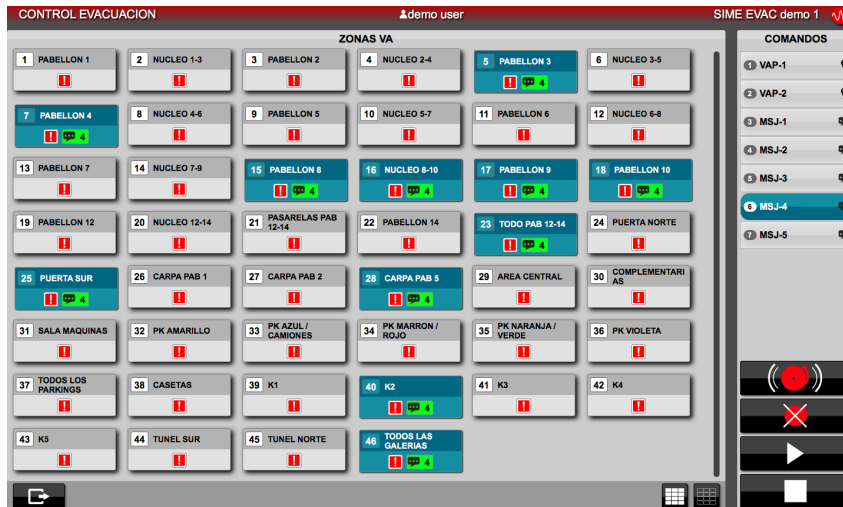 CONTROL EVACUACION demo user SIME EVAC demo 1
ZONAS VA
COMANDOS
1 PABELLON 1
2 NUCLEO 1-3
3 PABELLON 2
4 NUCLEO 2-4
5 PABELLON 3
4
6 NUCLEO 3-5
7 PABELLON 4
4
8 NUCLEO 4-6
9 PABELLON 5
10 NUCLEO 5-7
11 PABELLON 6
12 NUCLEO 6-8
13 PABELLON 7
14 NUCLEO 7-9
15 PABELLON 8
4
16 NUCLEO 8-10
4
17 PABELLON 9
4
18 PABELLON 10
4
19 PABELLON 12
20 NUCLEO 12-14
21 PASARELAS PAB
12-14
22 PABELLON 14
23 TODO PAB 12-14
4
24 PUERTA NORTE
25 PUERTA SUR
4
26 CARPA PAB 1
27 CARPA PAB 2
28 CARPA PAB 5
4
29 AREA CENTRAL
30 COMPLEMENTARI
AS
31 SALA MAQUINAS
32 PK AMARILLO
33 PK AZUL /
CAMIONES
34 PK MARRON /
ROJO
35 PK NARANJA /
VERDE
36 PK VIOLETA
37 TODOS LOS
PARKINGS
38 CASETAS
39 K1
40 K2
4
41 K3
42 K4
43 K5
44 TUNEL SUR
45 TUNEL NORTE
46 TODOS LAS
GALERIAS
4
1 VAP-1
2 VAP-2
3 MSJ-1
4 MSJ-2
5 MSJ-3
6 MSJ-4
7 MSJ-5